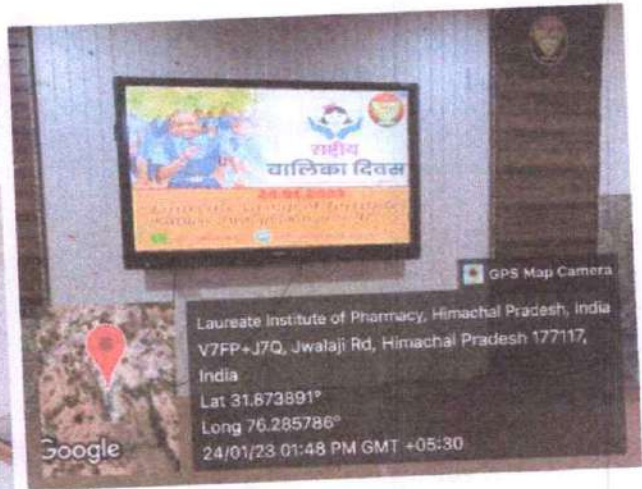 राष्ट्रीय
बालिका दिवस
GPS Map Camera
Laureate Institute of Pharmacy, Himachal Pradesh, India
V7FP+J7Q, Jwalaji Rd, Himachal Pradesh 177117,
India
Lat 31.873891°
Long 76.285786°
24/01/23 01:48 PM GMT +05:30
Google